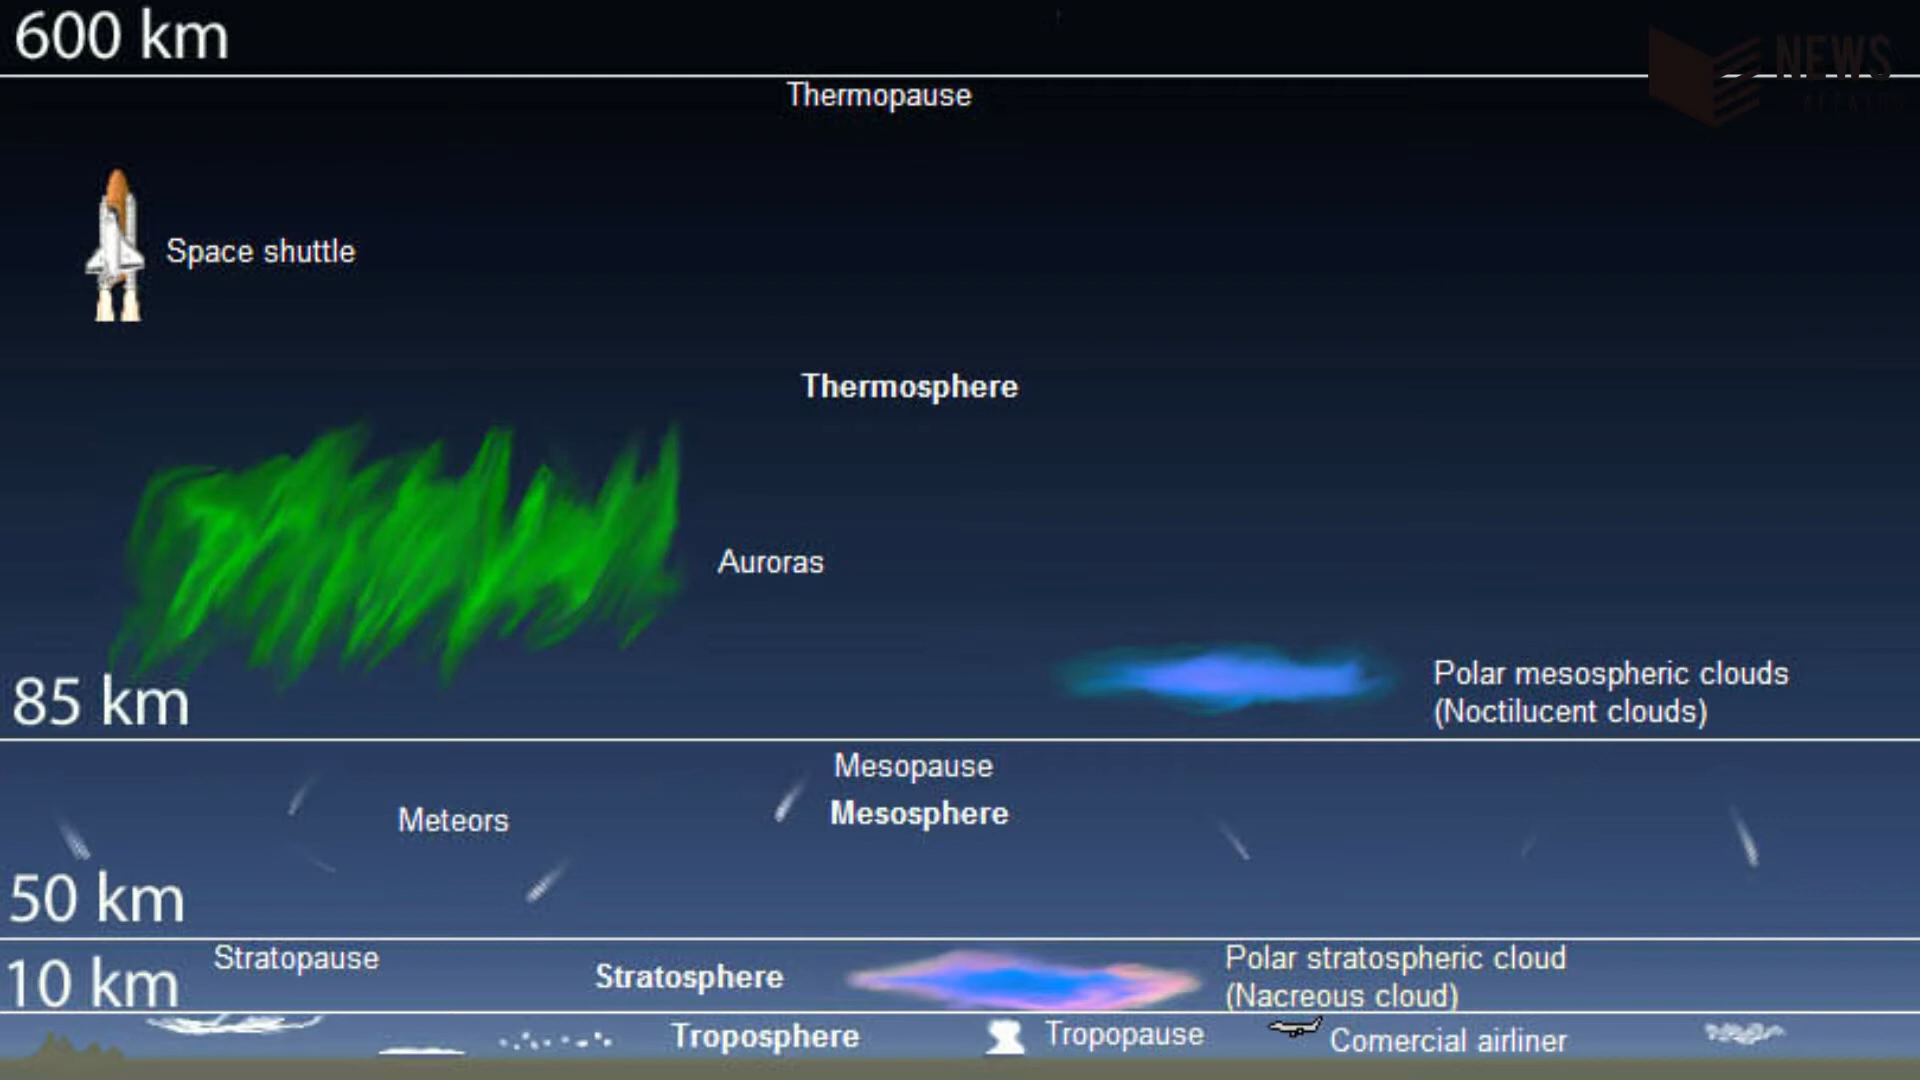 600 km
NEWS
Thermopause
Space shuttle
Thermosphere
Auroras
85 km
Polar mesospheric clouds
(Noctilucent clouds)
Mesopause
Meteors
Mesosphere
50 km
Stratopause
Stratosphere
Polar stratospheric cloud
(Nacreous cloud)
10 km
Troposphere
Tropopause
Comercial airliner